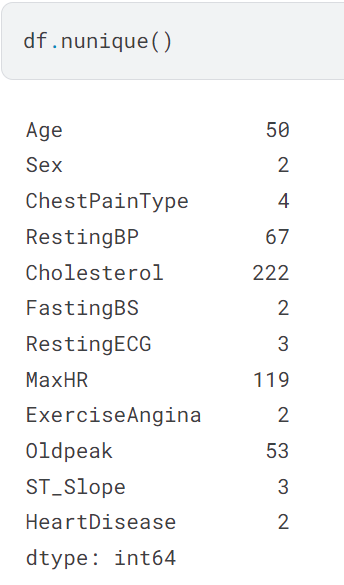 df.nunique()
Age 50
Sex 2
ChestPainType 4
RestingBP 67
Cholesterol 222
FastingBS 2
RestingECG 3
MaxHR 119
ExerciseAngina 2
Oldpeak 53
ST_Slope 3
HeartDisease 2
dtype: int64